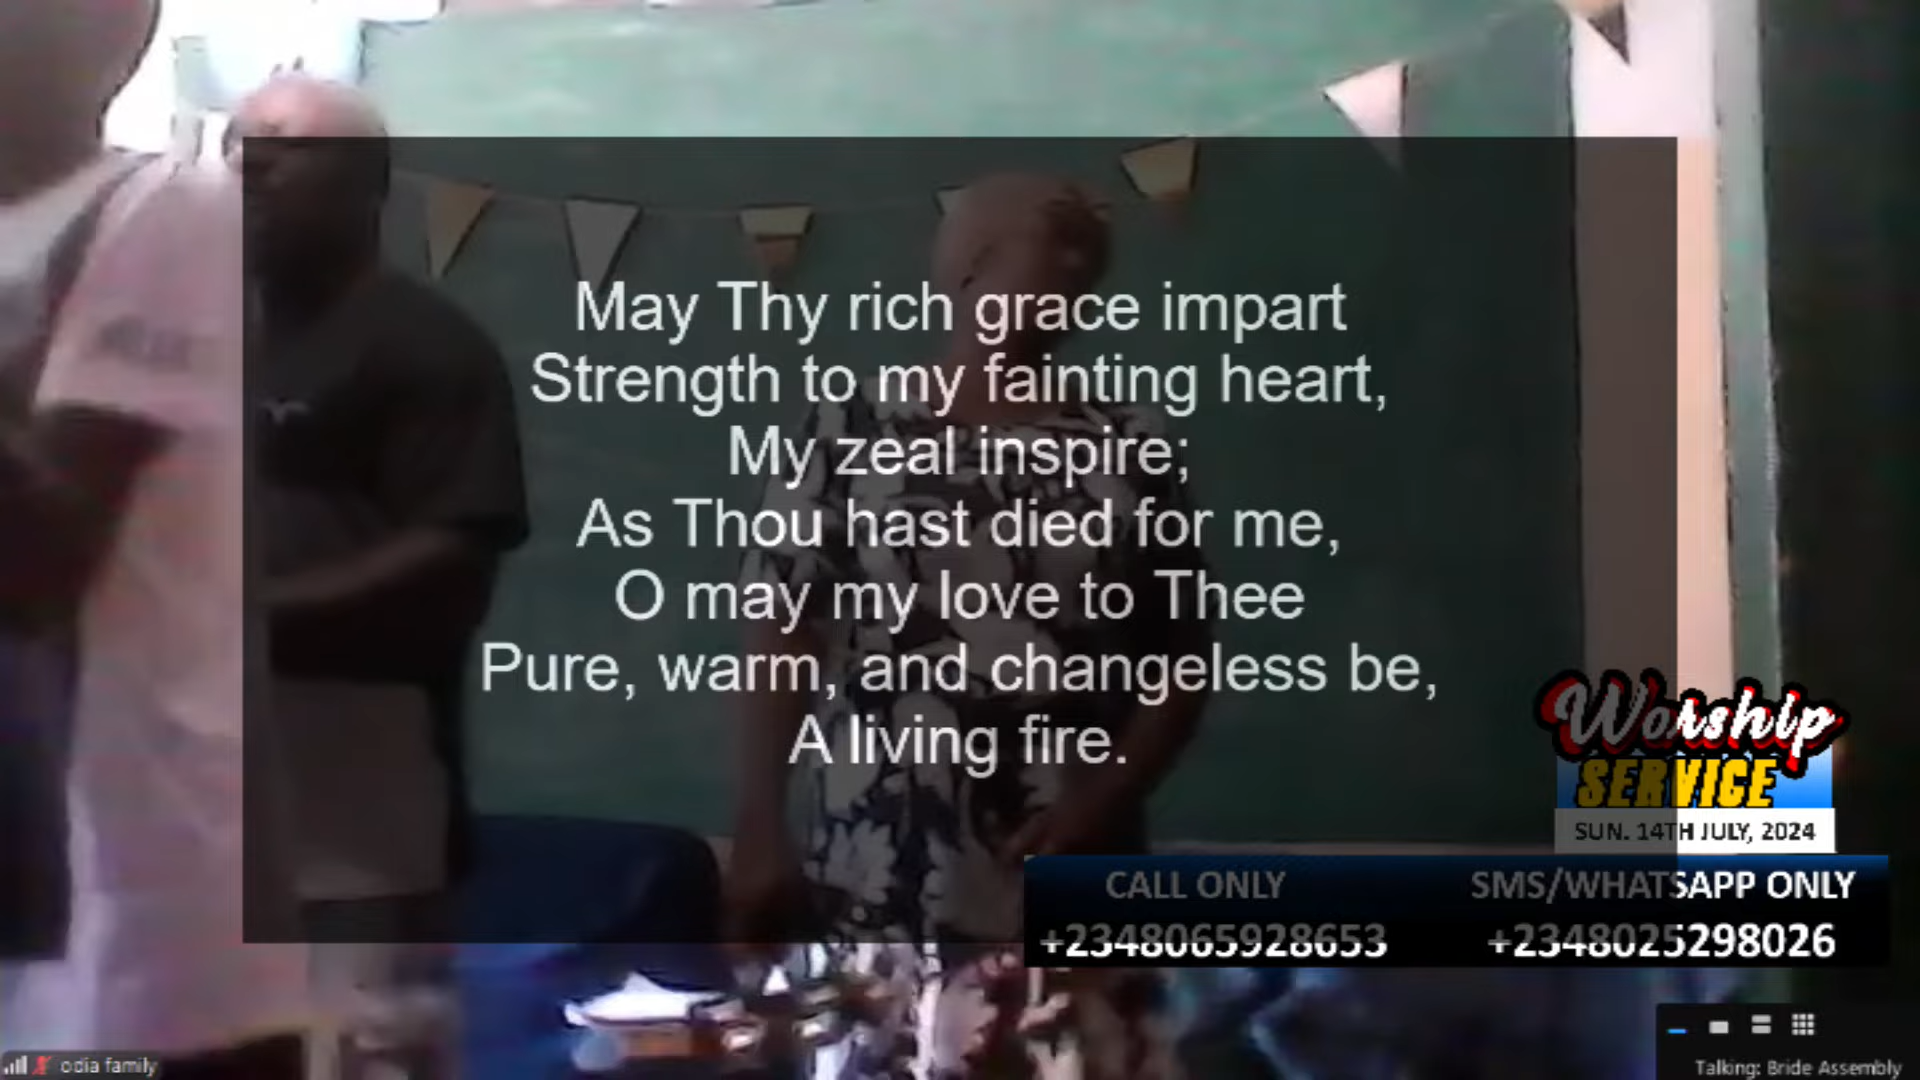 May Thy rich grace impart
Strength to my fainting heart,
My zeal inspire;
As Thou hast died for me,
O may my love to Thee
Pure, warm, and changeless be,
A living fire.
Worship
SERVICE
SUN. 14TH JULY, 2024
CALL ONLY
+2348065928653
SMS/WHATSAPP ONLY
+2348025298026
odia family
Talking: Bride Assembly